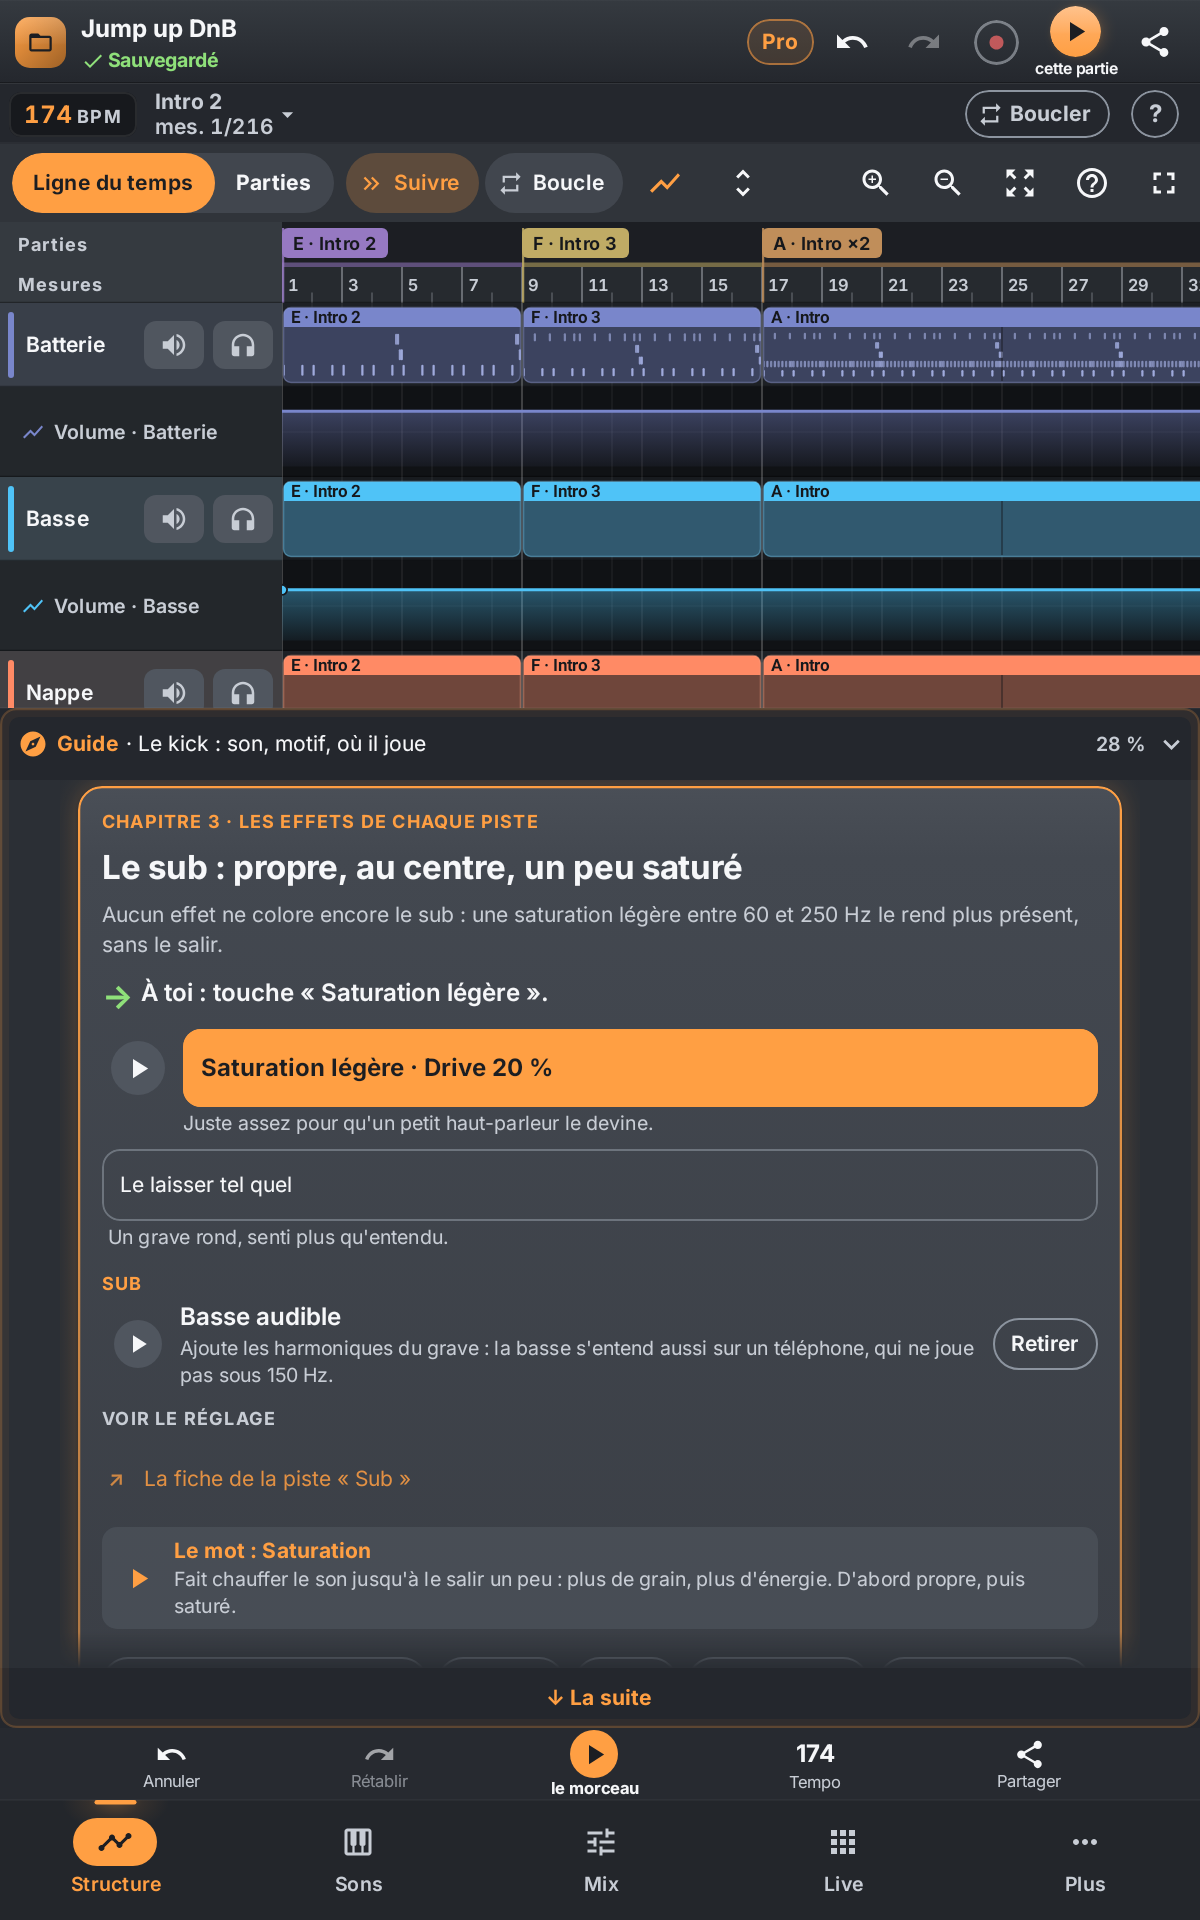 Jump up DnB
Sauvegardé
Pro
cette partie
174 BPM
Intro 2
mes. 1/216
Boucler
?
Ligne du temps
Parties
Suivre
Boucle
Parties
E · Intro 2
F · Intro 3
A · Intro ×2
Mesures
1 3 5 7 9 11 13 15 17 19 21 23 25 27 29
Batterie
E · Intro 2
F · Intro 3
A · Intro
Volume · Batterie
Basse
E · Intro 2
F · Intro 3
A · Intro
Volume · Basse
Nappe
E · Intro 2
F · Intro 3
A · Intro
Guide · Le kick : son, motif, où il joue
28 %
CHAPITRE 3 · LES EFFETS DE CHAQUE PISTE
Le sub : propre, au centre, un peu saturé
Aucun effet ne colore encore le sub : une saturation légère entre 60 et 250 Hz le rend plus présent,
sans le salir.
À toi : touche « Saturation légère ».
Saturation légère · Drive 20 %
Juste assez pour qu'un petit haut-parleur le devine.
Le laisser tel quel
Un grave rond, senti plus qu'entendu.
SUB
Basse audible
Ajoute les harmoniques du grave : la basse s'entend aussi sur un téléphone, qui ne joue
pas sous 150 Hz.
Retirer
VOIR LE RÉGLAGE
La fiche de la piste « Sub »
Le mot : Saturation
Fait chauffer le son jusqu'à le salir un peu : plus de grain, plus d'énergie. D'abord propre, puis
saturé.
La suite
Annuler
Rétablir
le morceau
174
Tempo
Partager
Structure
Sons
Mix
Live
Plus